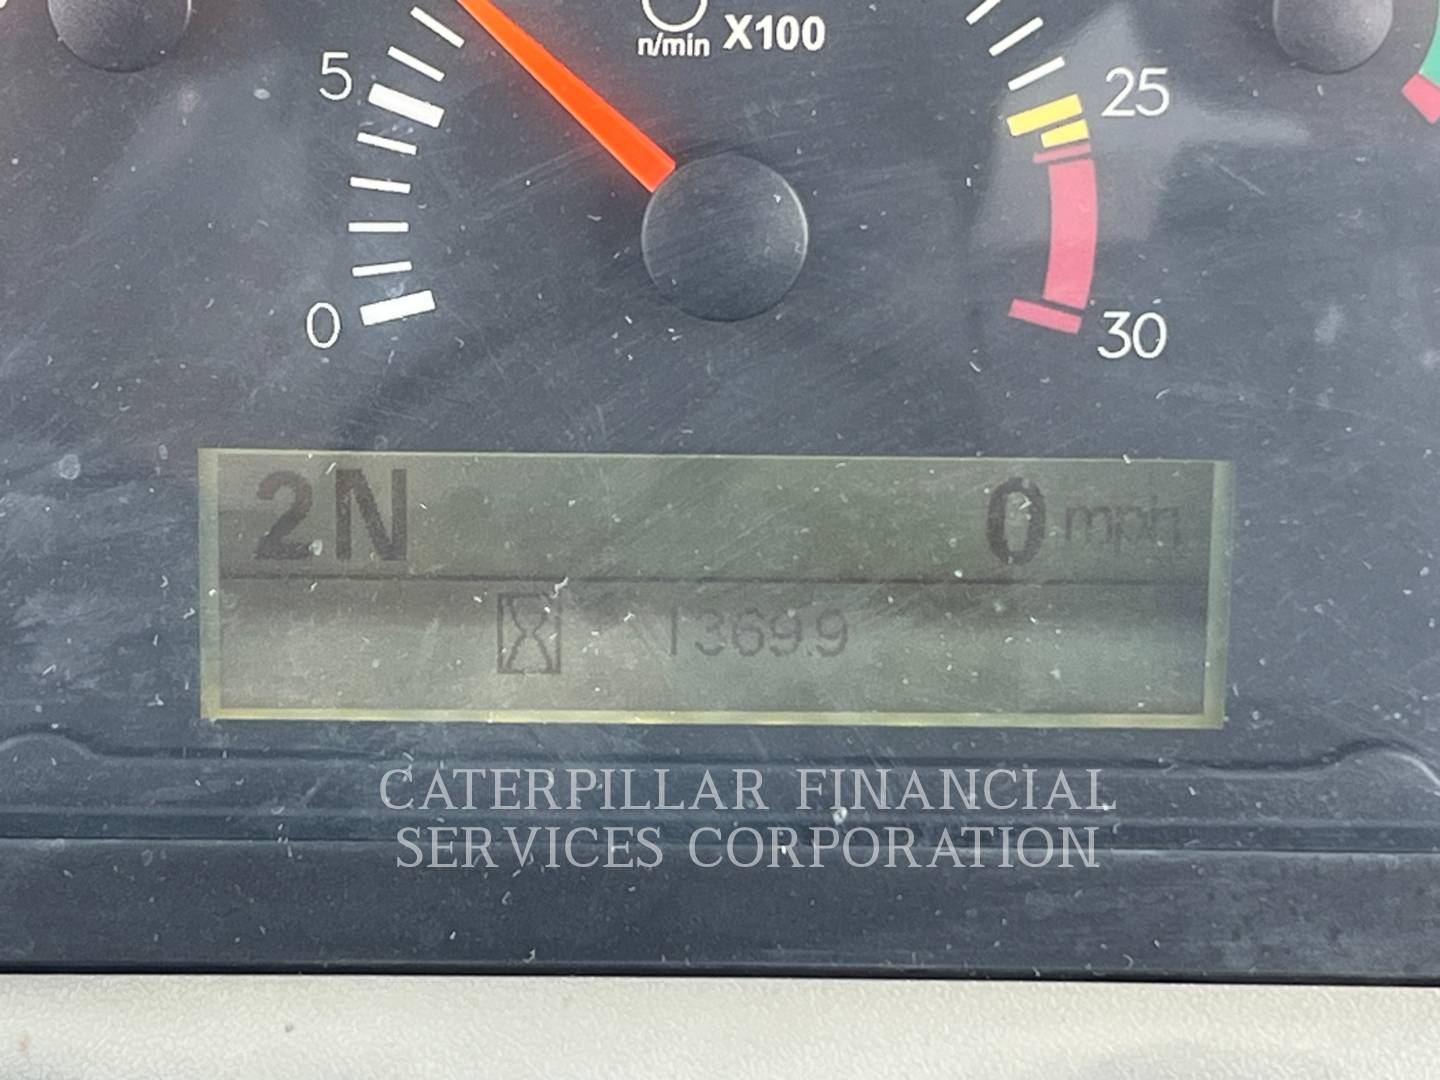 n/min X100
5
25
0
30
2N
0 mph
1369.9
CATERPILLAR FINANCIAL
SERVICES CORPORATION